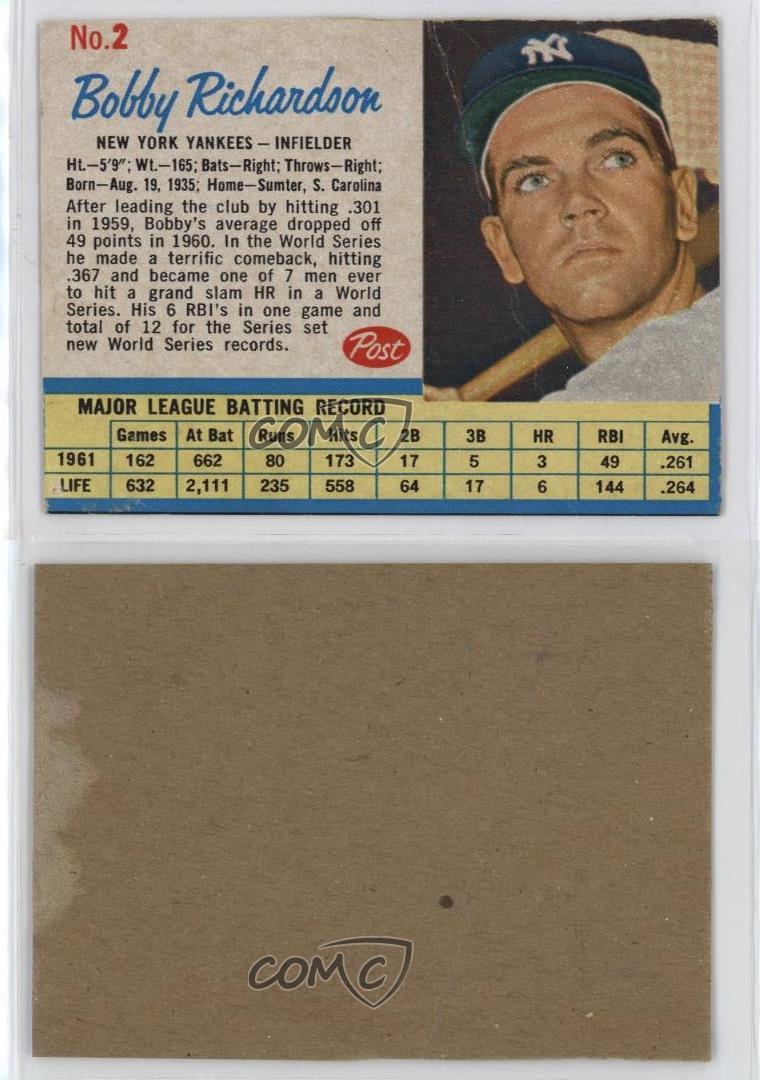 No.2
Bobby Richardson
NEW YORK YANKEES — INFIELDER
Ht.—5'9"; Wt.—165; Bats—Right; Throws—Right;
Born—Aug. 19, 1935; Home—Sumter, S. Carolina
After leading the club by hitting .301
in 1959, Bobby's average dropped off
49 points in 1960. In the World Series
he made a terrific comeback, hitting
.367 and became one of 7 men ever
to hit a grand slam HR in a World
Series. His 6 RBI's in one game and
total of 12 for the Series set
new World Series records.
Post
NY
MAJOR LEAGUE BATTING RECORD
Games At Bat Runs Hits 2B 3B HR RBI Avg.
1961 162 662 80 173 17 5 3 49 .261
LIFE 632 2,111 235 558 64 17 6 144 .264
COMC
COMC